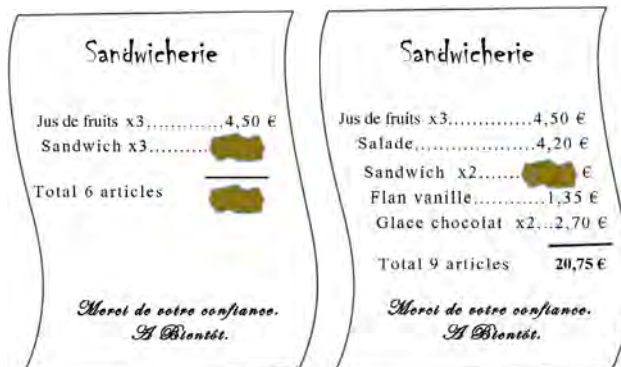 Sandwicherie
Jus de fruits x3.............4,50 €
Sandwich x3..........
Total 6 articles
Merci de votre confiance.
A Bientôt.
Sandwicherie
Jus de fruits x3..............4,50 €
Salade....................4,20 €
Sandwich x2....... €
Flan vanille............1,35 €
Glace chocolat x2...2,70 €
Total 9 articles 20,75 €
Merci de votre confiance.
A Bientôt.